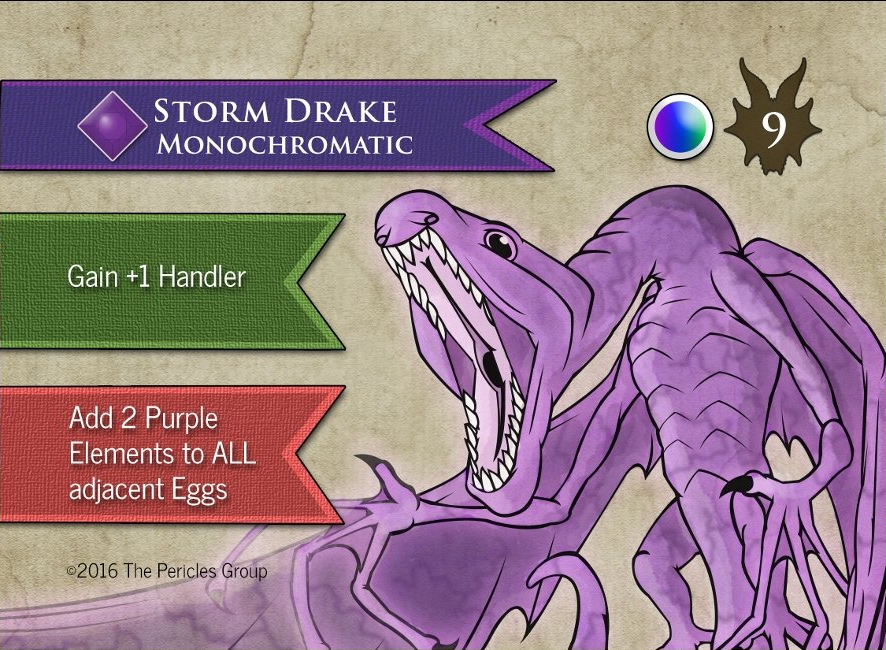 Storm Drake
Monochromatic
9
Gain +1 Handler
Add 2 Purple
Elements to ALL
adjacent Eggs
©2016 The Pericles Group